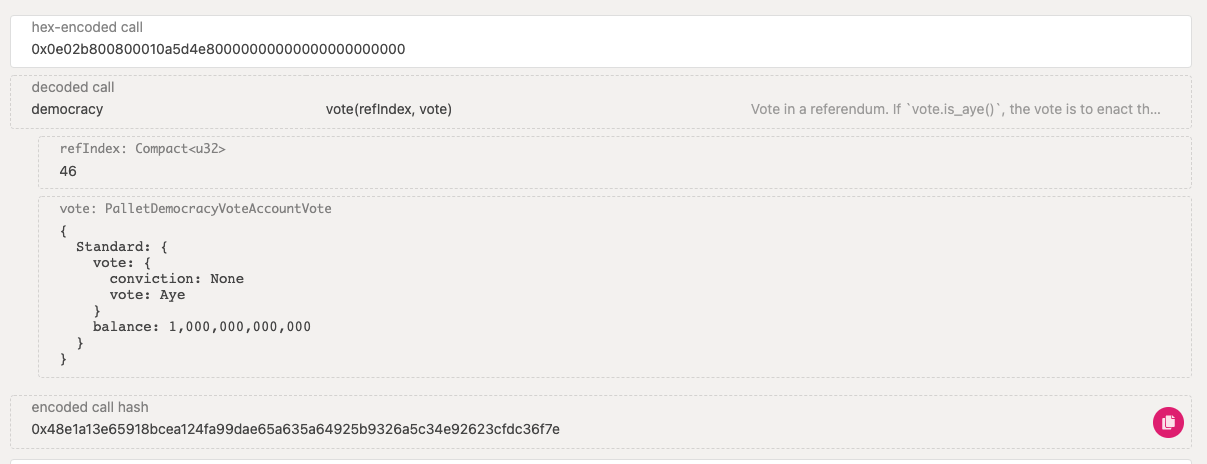 hex-encoded call
0x0e02b800800010a5d4e80000000000000000000000
decoded call
democracy vote(refIndex, vote) Vote in a referendum. If `vote.is_aye()`, the vote is to enact th...
refIndex: Compact<u32>
46
vote: PalletDemocracyVoteAccountVote
{
Standard: {
vote: {
conviction: None
vote: Aye
}
balance: 1,000,000,000,000
}
}
encoded call hash
0x48e1a13e65918bcea124fa99dae65a635a64925b9326a5c34e92623cfdc36f7e